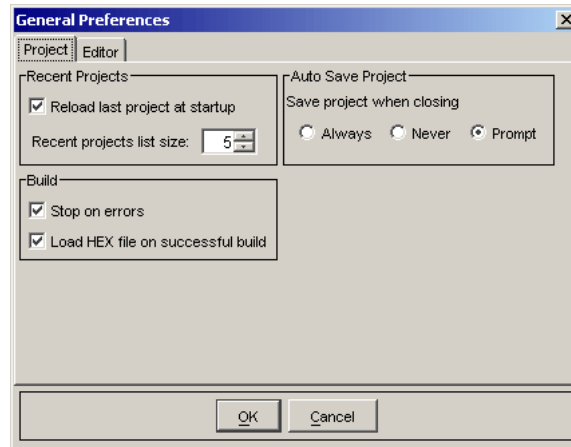 General Preferences
Project Editor
Recent Projects
Reload last project at startup
Recent projects list size: 5
Auto Save Project
Save project when closing
Always Never Prompt
Build
Stop on errors
Load HEX file on successful build
OK Cancel